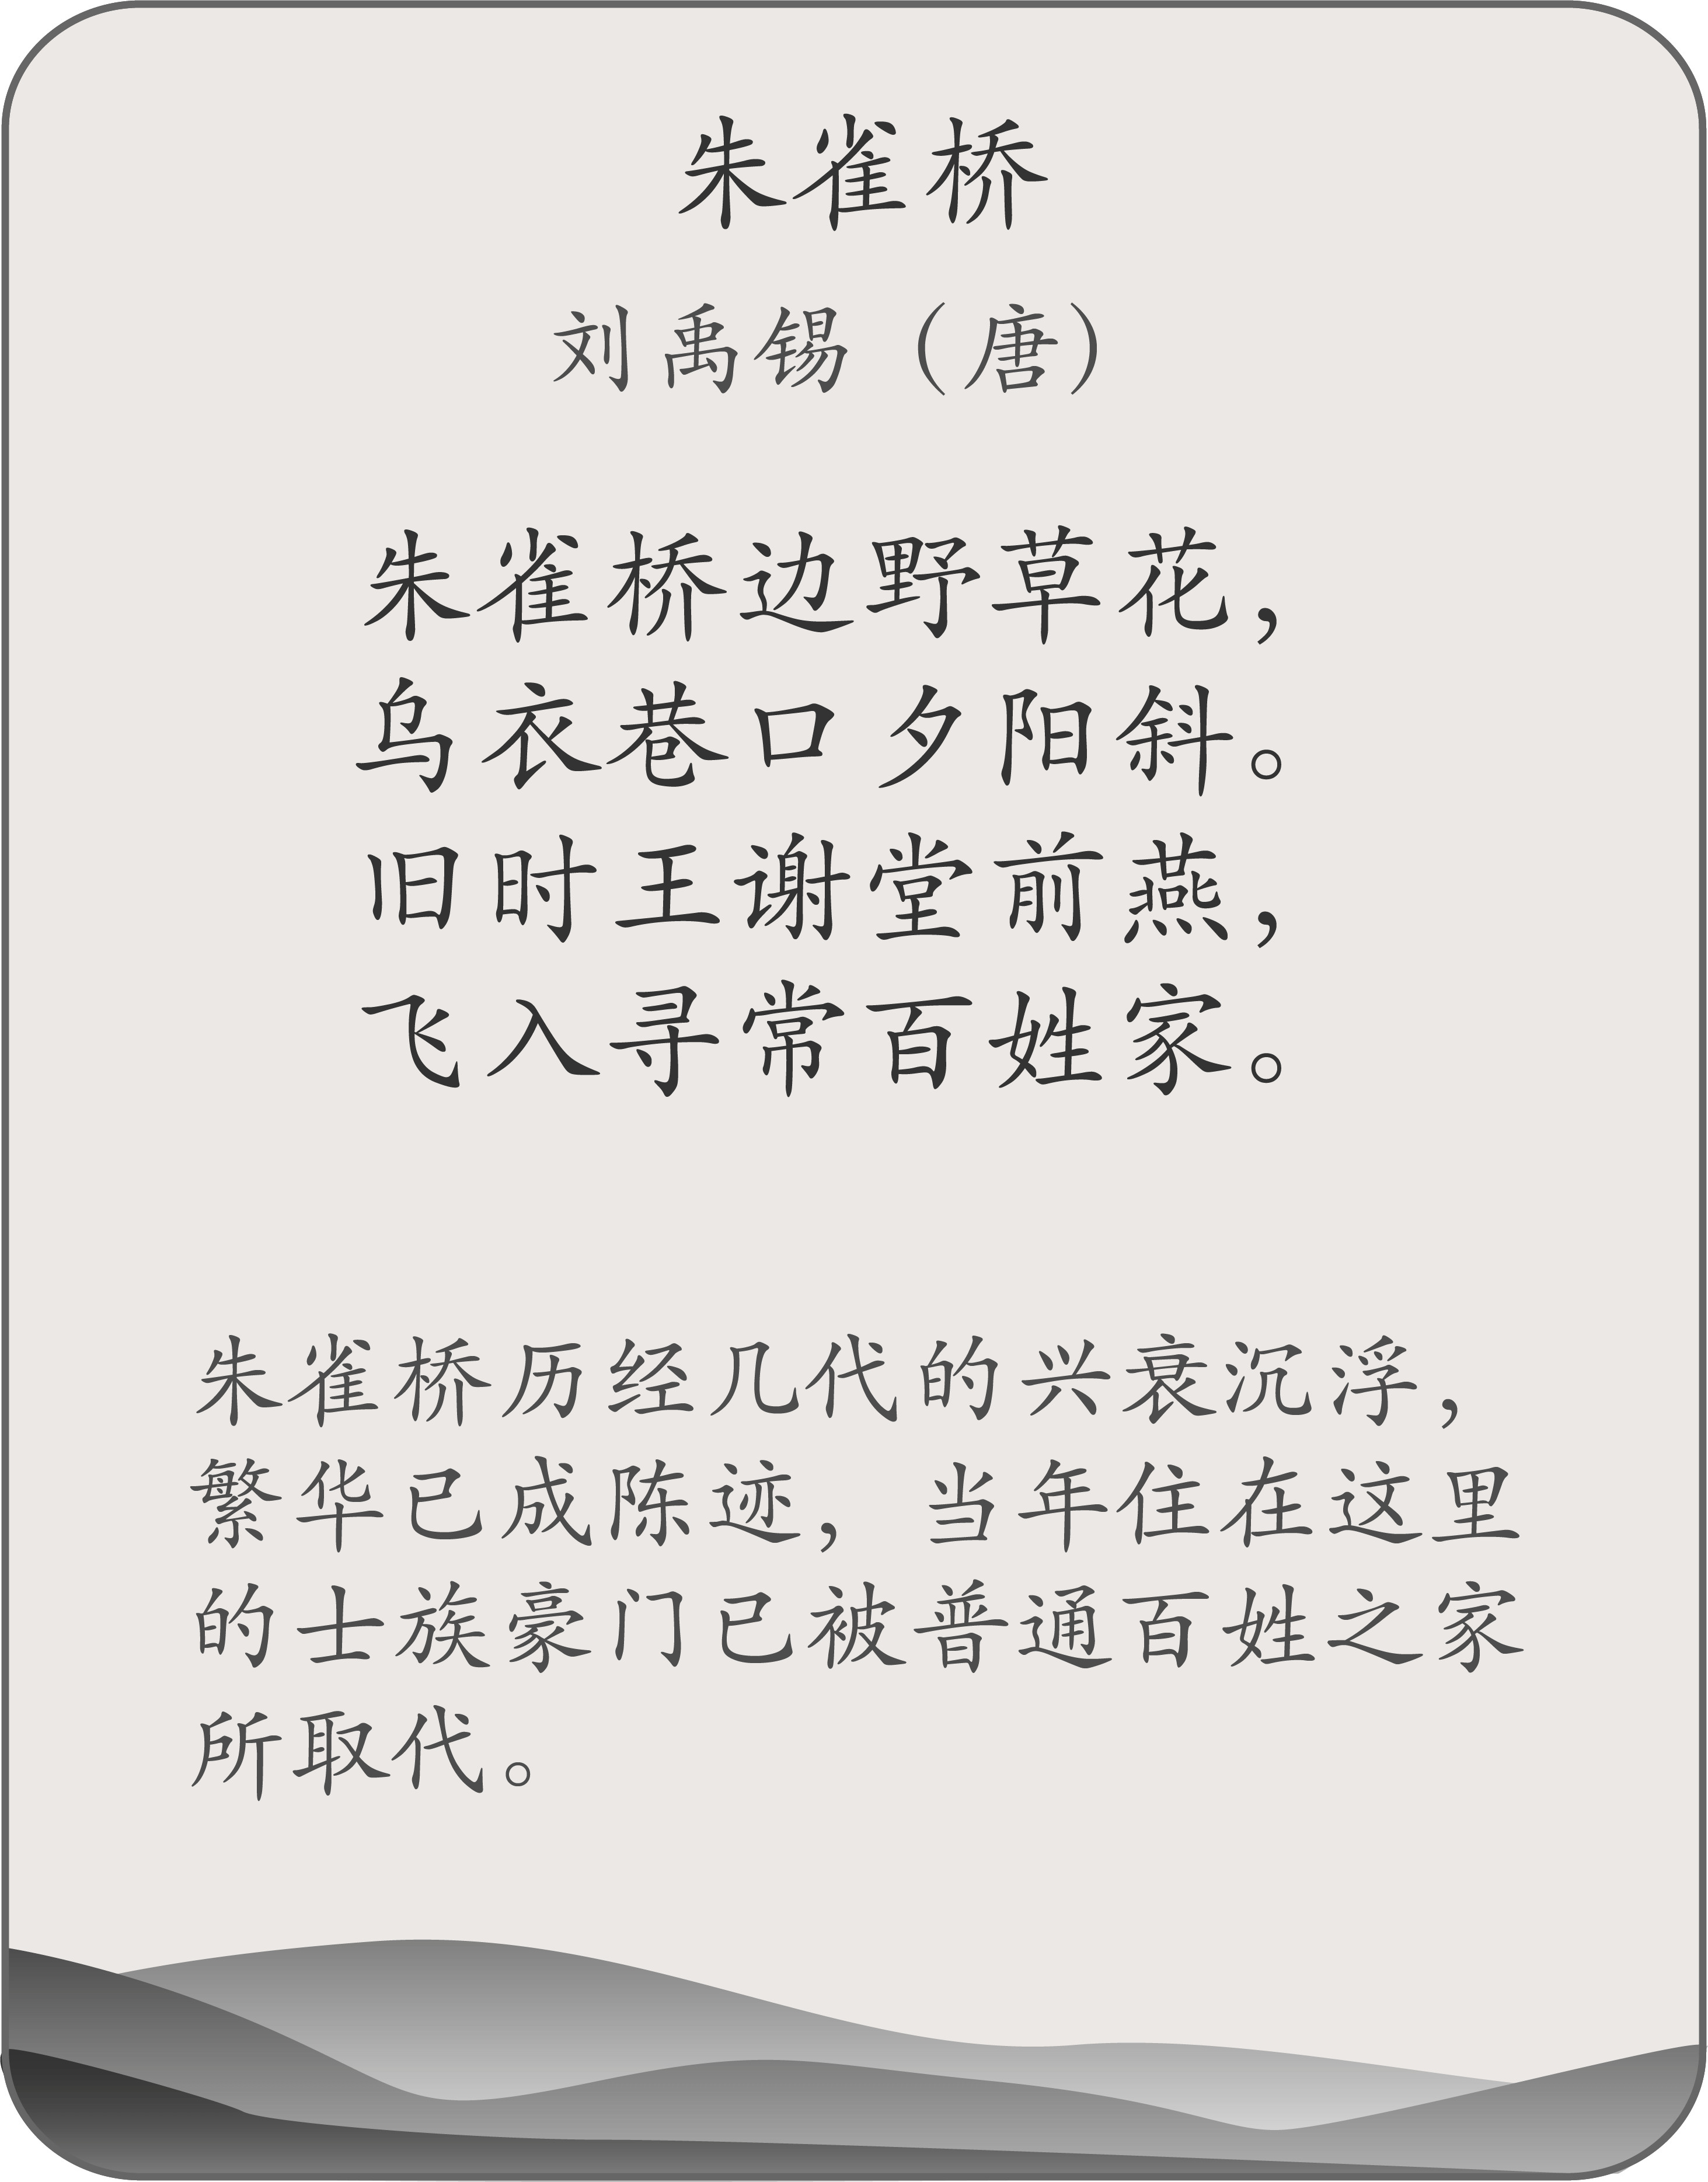 朱雀桥
刘禹锡（唐）
朱雀桥边野草花，
乌衣巷口夕阳斜。
旧时王谢堂前燕，
飞入寻常百姓家。
朱雀桥历经几代的兴衰沉浮，
繁华已成陈迹，当年住在这里
的士族豪门已被普通百姓之家
所取代。